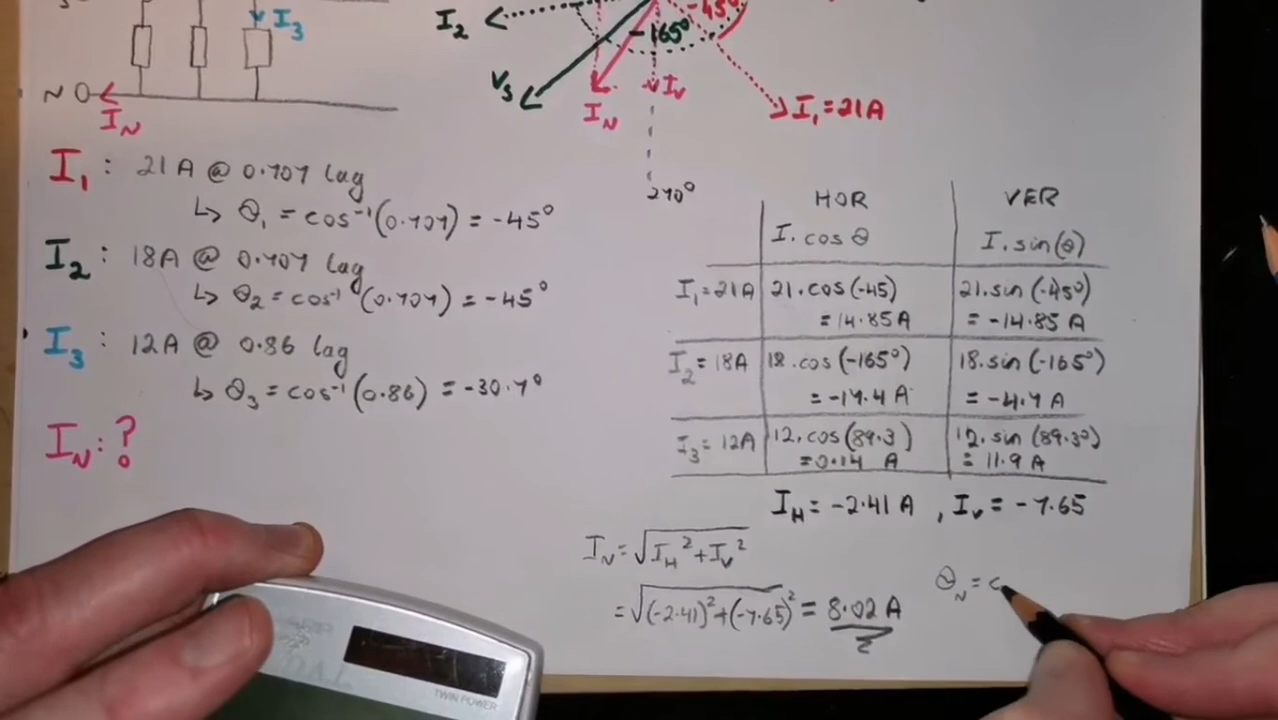 I₃
N
I_N
I₂
-45°
-165°
V₃
I_N
I_V
I₁=21A
270°
I₁: 21A @ 0.707 lag
↳ θ₁ = cos⁻¹(0.707) = -45°
I₂: 18A @ 0.707 lag
↳ θ₂ = cos⁻¹(0.707) = -45°
I₃: 12A @ 0.86 lag
↳ θ₃ = cos⁻¹(0.86) = -30.7°
I_N: ?
HOR VER
I.cos θ I.sin(θ)
I₁=21A 21.cos(-45) 21.sin(-45°)
=14.85A = -14.85 A
I₂=18A 18.cos(-165°) 18.sin(-165°)
= -17.4 A = -4.7 A
I₃=12A 12.cos(89.3) 12.sin(89.3°)
=0.14 A = 11.9 A
I_H = -2.41 A, I_V = -7.65
I_N = √I_H² + I_V²
= √(-2.41)² + (-7.65)² = 8.02 A
θ_N = c
TWIN POWER